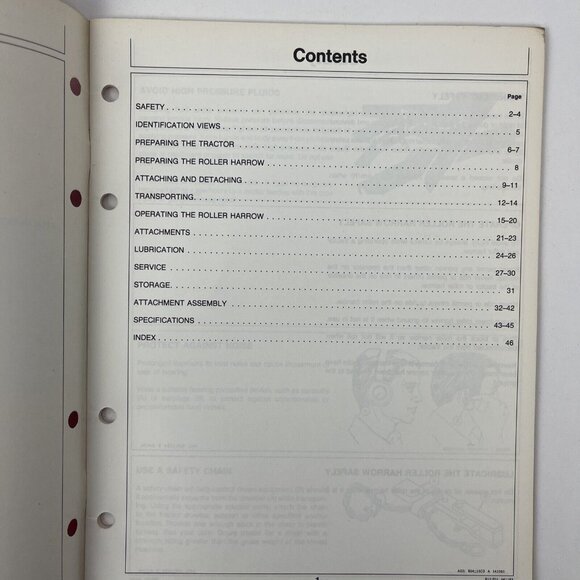 Contents
Page
SAFETY 2–4
IDENTIFICATION VIEWS 5
PREPARING THE TRACTOR 6–7
PREPARING THE ROLLER HARROW 8
ATTACHING AND DETACHING 9–11
TRANSPORTING. 12–14
OPERATING THE ROLLER HARROW 15–20
ATTACHMENTS 21–23
LUBRICATION 24–26
SERVICE 27–30
STORAGE. 31
ATTACHMENT ASSEMBLY 32–42
SPECIFICATIONS 43–45
INDEX 46